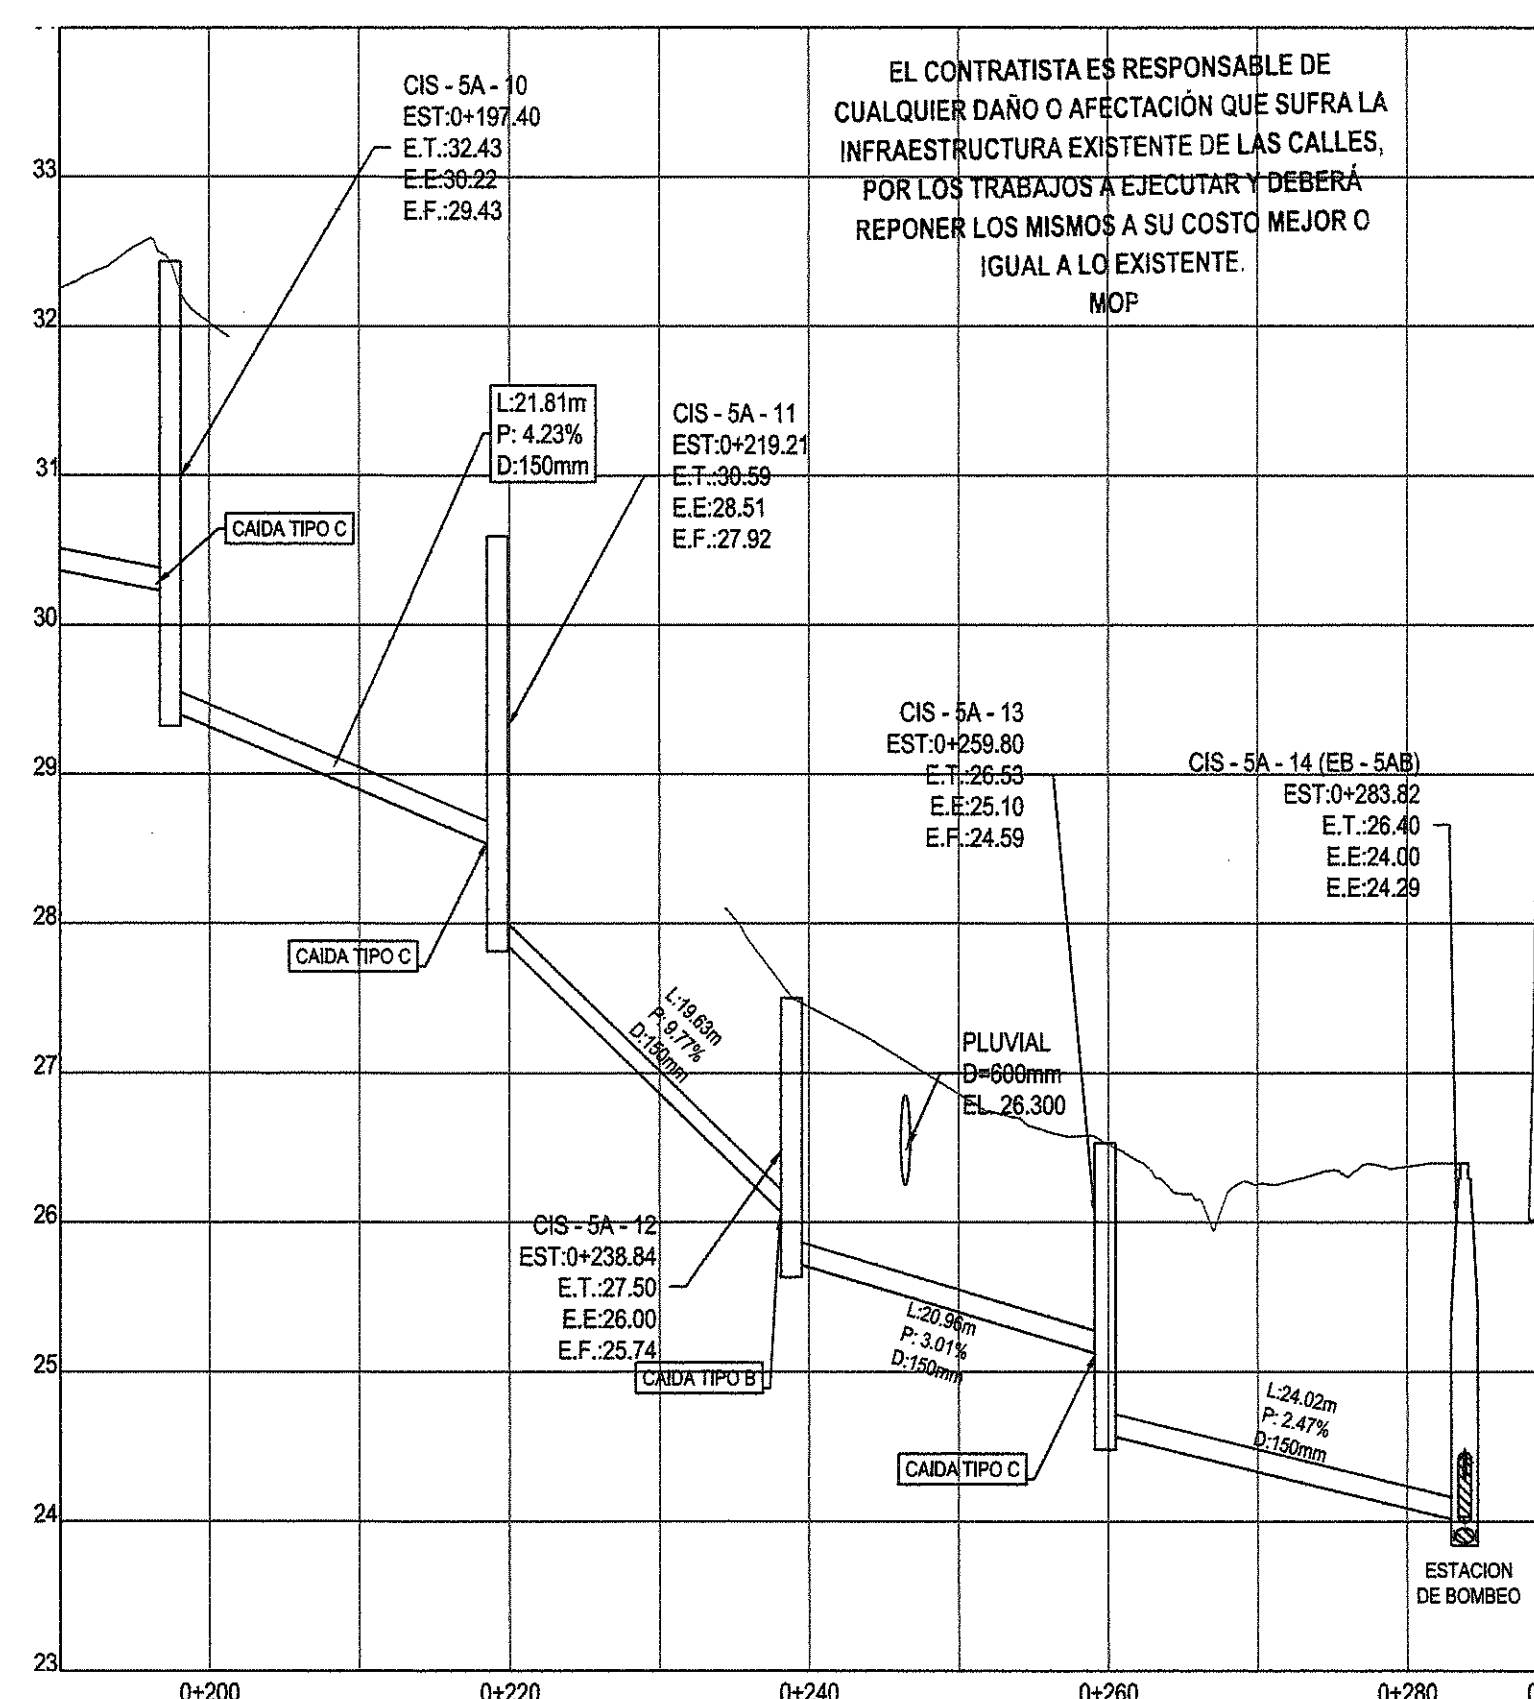 EL CONTRATISTA ES RESPONSABLE DE
CUALQUIER DAÑO O AFECTACIÓN QUE SUFRA LA
INFRAESTRUCTURA EXISTENTE DE LAS CALLES,
POR LOS TRABAJOS A EJECUTAR Y DEBERÁ
REPONER LOS MISMOS A SU COSTO MEJOR O
IGUAL A LO EXISTENTE.
MOP
CIS - 5A - 10
EST:0+197.40
E.T.:32.43
E.E:30.22
E.F.:29.43
33
32
L:21.81m
P: 4.23%
D:150mm
CIS - 5A - 11
EST:0+219.21
E.T.:30.59
E.E:28.51
E.F.:27.92
31
CAIDA TIPO C
30
CIS - 5A - 13
EST:0+259.80
E.T.:26.53
E.E:25.10
E.F.:24.59
CIS - 5A - 14 (EB - 5AB)
EST:0+283.82
E.T.:26.40
E.E:24.00
E.E:24.29
29
28
CAIDA TIPO C
L:19.63m
P: 9.77%
D:150mm
PLUVIAL
D=600mm
EL. 26.300
27
26
CIS - 5A - 12
EST:0+238.84
E.T.:27.50
E.E:26.00
E.F.:25.74
CAIDA TIPO B
L:20.96m
P: 3.01%
D:150mm
25
L:24.02m
P: 2.47%
D:150mm
CAIDA TIPO C
24
ESTACION
DE BOMBEO
23
0+200
0+220
0+240
0+260
0+280